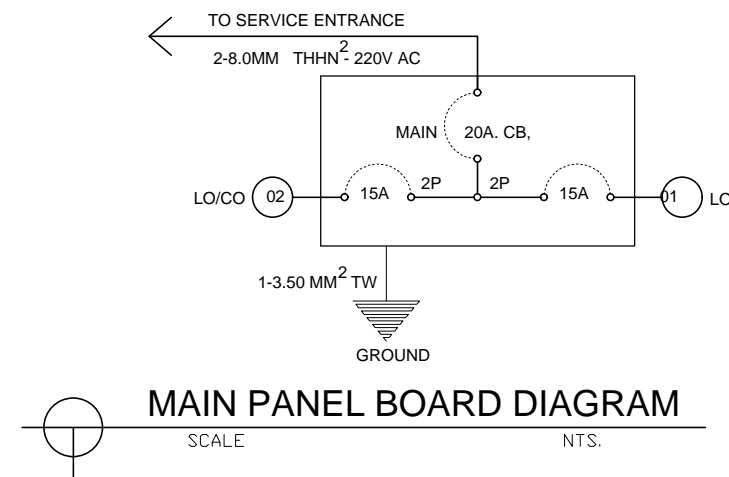 TO SERVICE ENTRANCE
2-8.0MM THHN² - 220V AC
MAIN 20A. CB,
LO/CO 02 15A 2P 2P 15A 01
1-3.50 MM² TW
GROUND
MAIN PANEL BOARD DIAGRAM
SCALE NTS.